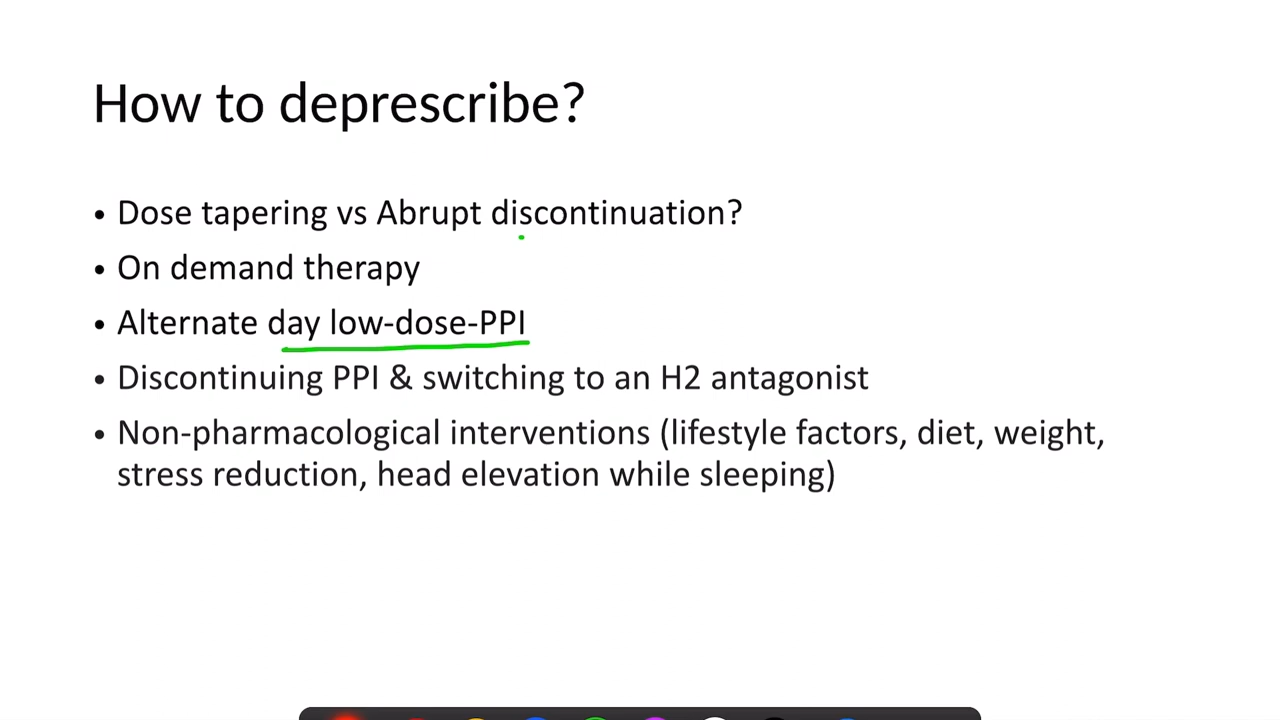 How to deprescribe?
• Dose tapering vs Abrupt discontinuation?
• On demand therapy
• Alternate day low-dose-PPI
• Discontinuing PPI & switching to an H2 antagonist
• Non-pharmacological interventions (lifestyle factors, diet, weight,
stress reduction, head elevation while sleeping)